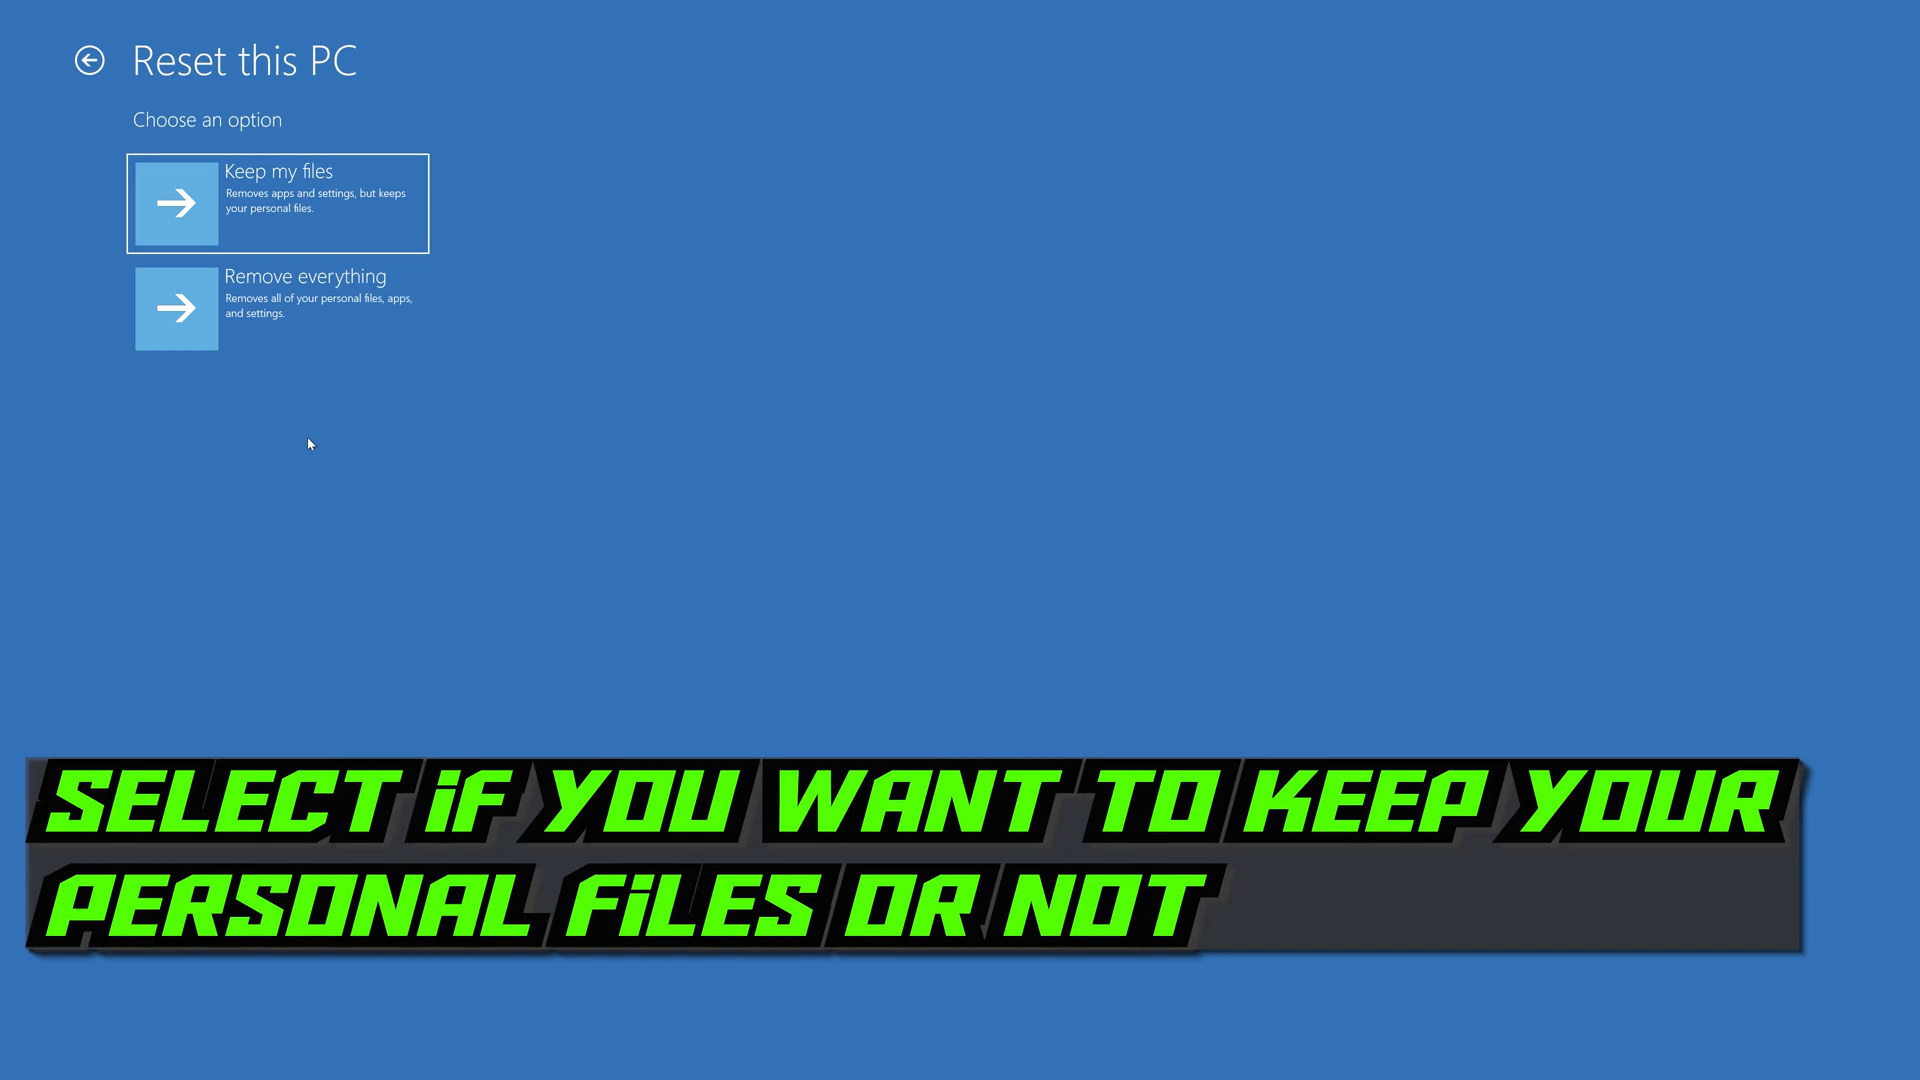 Reset this PC
Choose an option
Keep my files
Removes apps and settings, but keeps
your personal files.
Remove everything
Removes all of your personal files, apps,
and settings.
SELECT iF YOU WANT TO KEEP YOUR
PERSONAL FiLES OR NOT